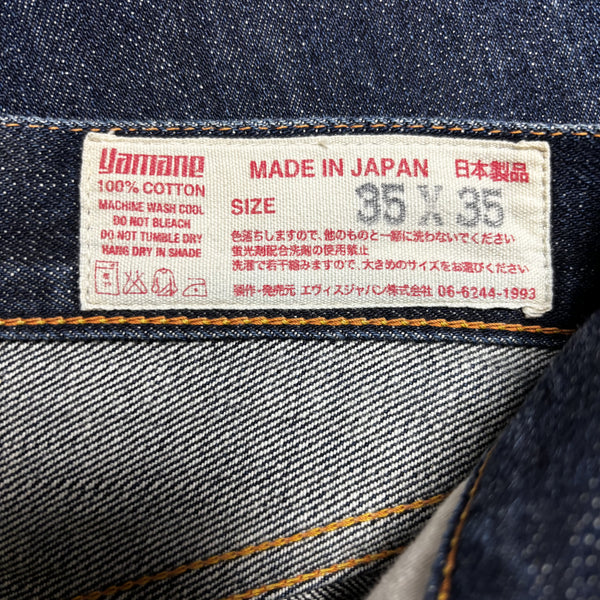 Yamane
100% COTTON
MACHINE WASH COOL
DO NOT BLEACH
DO NOT TUMBLE DRY
HANG DRY IN SHADE
MADE IN JAPAN 日本製品
SIZE 35 X 35
色落ちしますので、他のものと一緒に洗わないでください
蛍光剤配合洗剤の使用禁止
洗濯で若干縮みますので、大きめのサイズをお選びください
製作・発売元 エヴィスジャパン株式会社 06-6244-1993